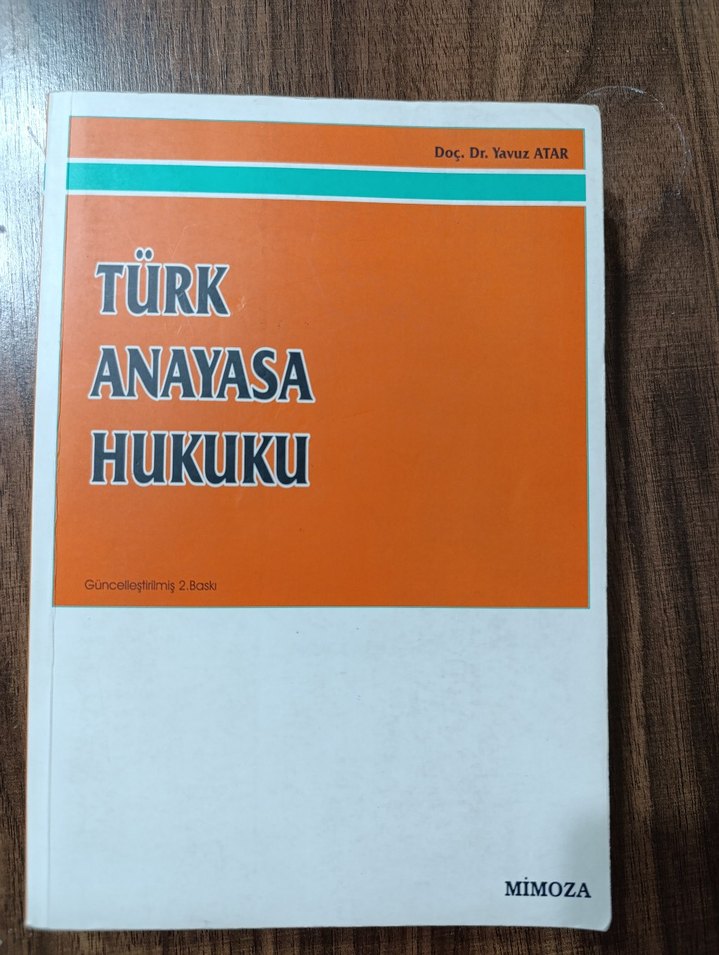 Doç. Dr. Yavuz ATAR
TÜRK
ANAYASA
HUKUKU
Güncelleştirilmiş 2.Baskı
MİMOZA